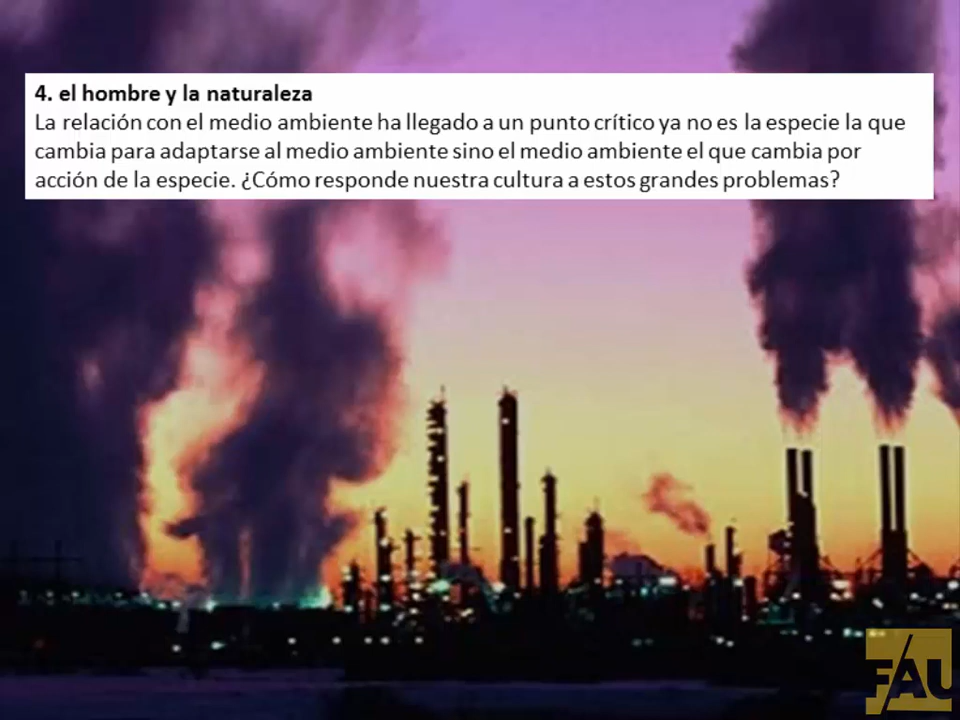 4. el hombre y la naturaleza
La relación con el medio ambiente ha llegado a un punto crítico ya no es la especie la que
cambia para adaptarse al medio ambiente sino el medio ambiente el que cambia por
acción de la especie. ¿Cómo responde nuestra cultura a estos grandes problemas?
FAU